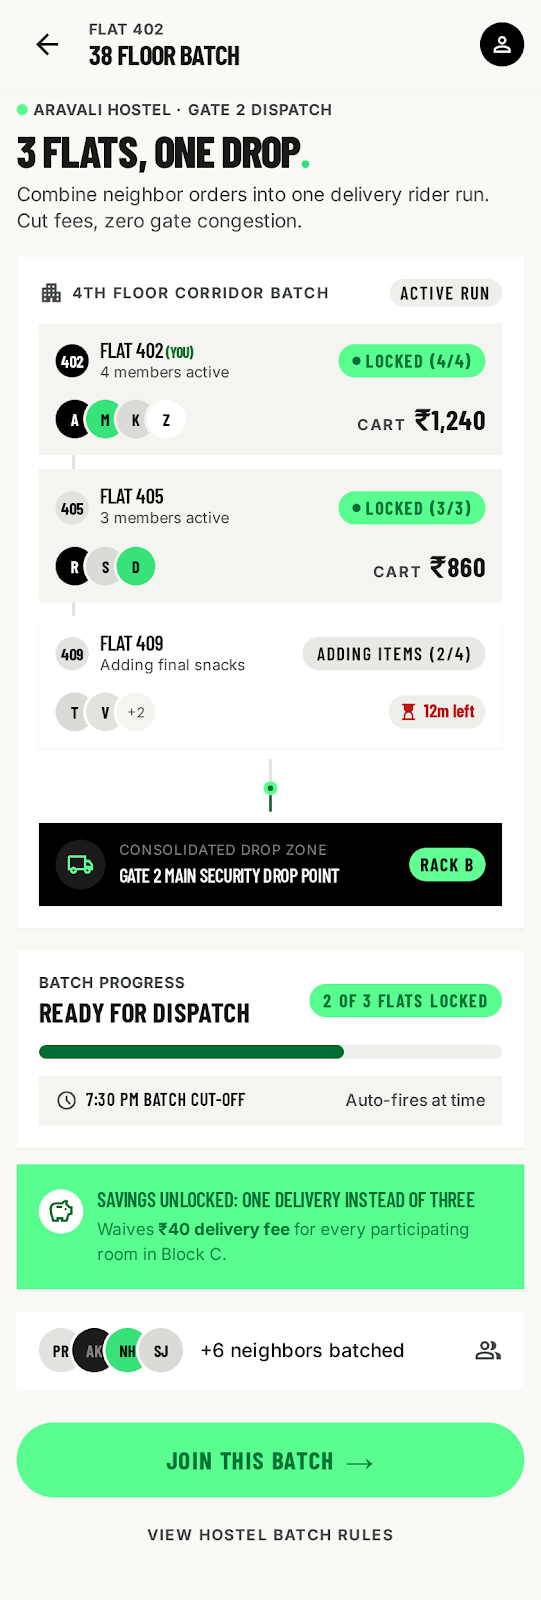 FLAT 402
38 FLOOR BATCH
ARAVALI HOSTEL · GATE 2 DISPATCH
3 FLATS, ONE DROP.
Combine neighbor orders into one delivery rider run.
Cut fees, zero gate congestion.
4TH FLOOR CORRIDOR BATCH
ACTIVE RUN
402
FLAT 402 (YOU)
4 members active
LOCKED (4/4)
A M K Z
CART ₹1,240
405
FLAT 405
3 members active
LOCKED (3/3)
R S D
CART ₹860
409
FLAT 409
Adding final snacks
ADDING ITEMS (2/4)
T V +2
12m left
CONSOLIDATED DROP ZONE
GATE 2 MAIN SECURITY DROP POINT
RACK B
BATCH PROGRESS
READY FOR DISPATCH
2 OF 3 FLATS LOCKED
7:30 PM BATCH CUT-OFF
Auto-fires at time
SAVINGS UNLOCKED: ONE DELIVERY INSTEAD OF THREE
Waives ₹40 delivery fee for every participating
room in Block C.
PR AK NH SJ
+6 neighbors batched
JOIN THIS BATCH →
VIEW HOSTEL BATCH RULES